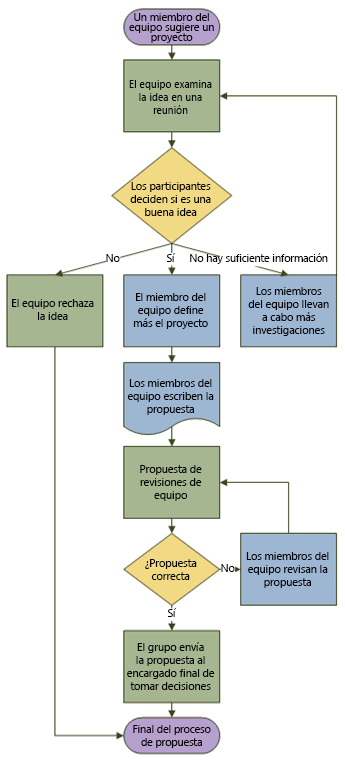 Un miembro del
equipo sugiere un
proyecto
El equipo examina
la idea en una
reunión
Los participantes
deciden si es una
buena idea
No
Sí
No hay suficiente información
El equipo rechaza
la idea
El miembro del
equipo define
más el proyecto
Los miembros
del equipo llevan
a cabo más
investigaciones
Los miembros del
equipo escriben la
propuesta
Propuesta de
revisiones de
equipo
¿Propuesta
correcta
No
Los miembros del
equipo revisan la
propuesta
Sí
El grupo envía
la propuesta al
encargado final de
tomar decisiones
Final del proceso
de propuesta